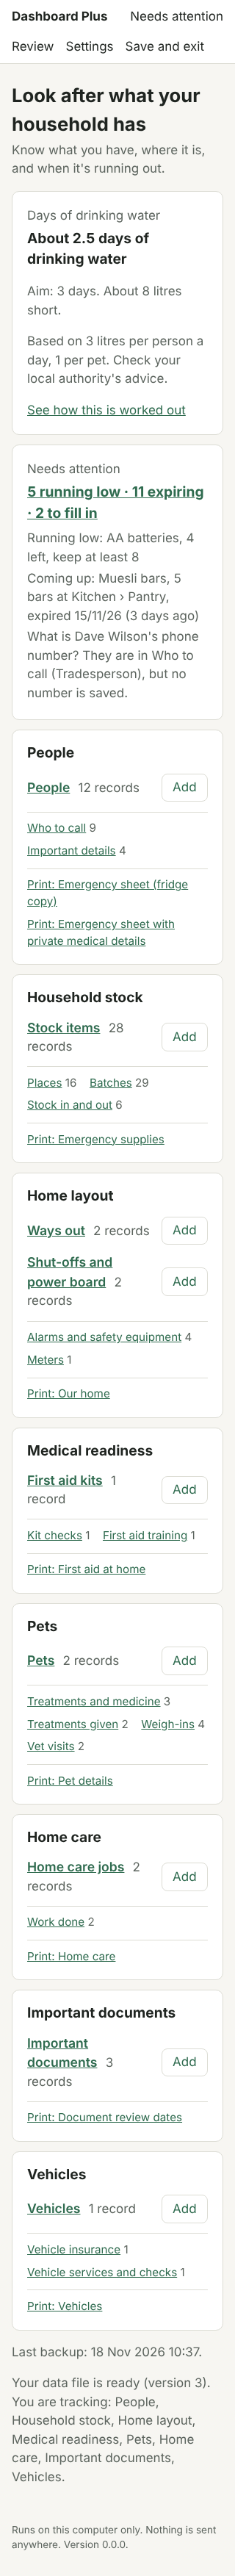 Dashboard Plus Needs attention
Review Settings Save and exit
Look after what your
household has
Know what you have, where it is,
and when it's running out.
Days of drinking water
About 2.5 days of
drinking water
Aim: 3 days. About 8 litres
short.
Based on 3 litres per person a
day, 1 per pet. Check your
local authority's advice.
See how this is worked out
Needs attention
5 running low · 11 expiring
· 2 to fill in
Running low: AA batteries, 4
left, keep at least 8
Coming up: Muesli bars, 5
bars at Kitchen › Pantry,
expired 15/11/26 (3 days ago)
What is Dave Wilson's phone
number? They are in Who to
call (Tradesperson), but no
number is saved.
People
People 12 records Add
Who to call 9
Important details 4
Print: Emergency sheet (fridge
copy)
Print: Emergency sheet with
private medical details
Household stock
Stock items 28
records
Add
Places 16 Batches 29
Stock in and out 6
Print: Emergency supplies
Home layout
Ways out 2 records Add
Shut-offs and
power board 2
records
Add
Alarms and safety equipment 4
Meters 1
Print: Our home
Medical readiness
First aid kits 1
record
Add
Kit checks 1 First aid training 1
Print: First aid at home
Pets
Pets 2 records Add
Treatments and medicine 3
Treatments given 2 Weigh-ins 4
Vet visits 2
Print: Pet details
Home care
Home care jobs 2
records
Add
Work done 2
Print: Home care
Important documents
Important
documents 3
records
Add
Print: Document review dates
Vehicles
Vehicles 1 record Add
Vehicle insurance 1
Vehicle services and checks 1
Print: Vehicles
Last backup: 18 Nov 2026 10:37.
Your data file is ready (version 3).
You are tracking: People,
Household stock, Home layout,
Medical readiness, Pets, Home
care, Important documents,
Vehicles.
Runs on this computer only. Nothing is sent
anywhere. Version 0.0.0.